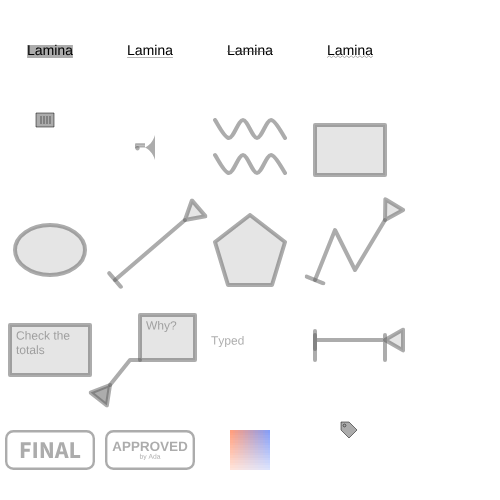 Lamina Lamina Lamina Lamina
Check the
totals
Why?
Typed
FINAL
APPROVED
by Ada